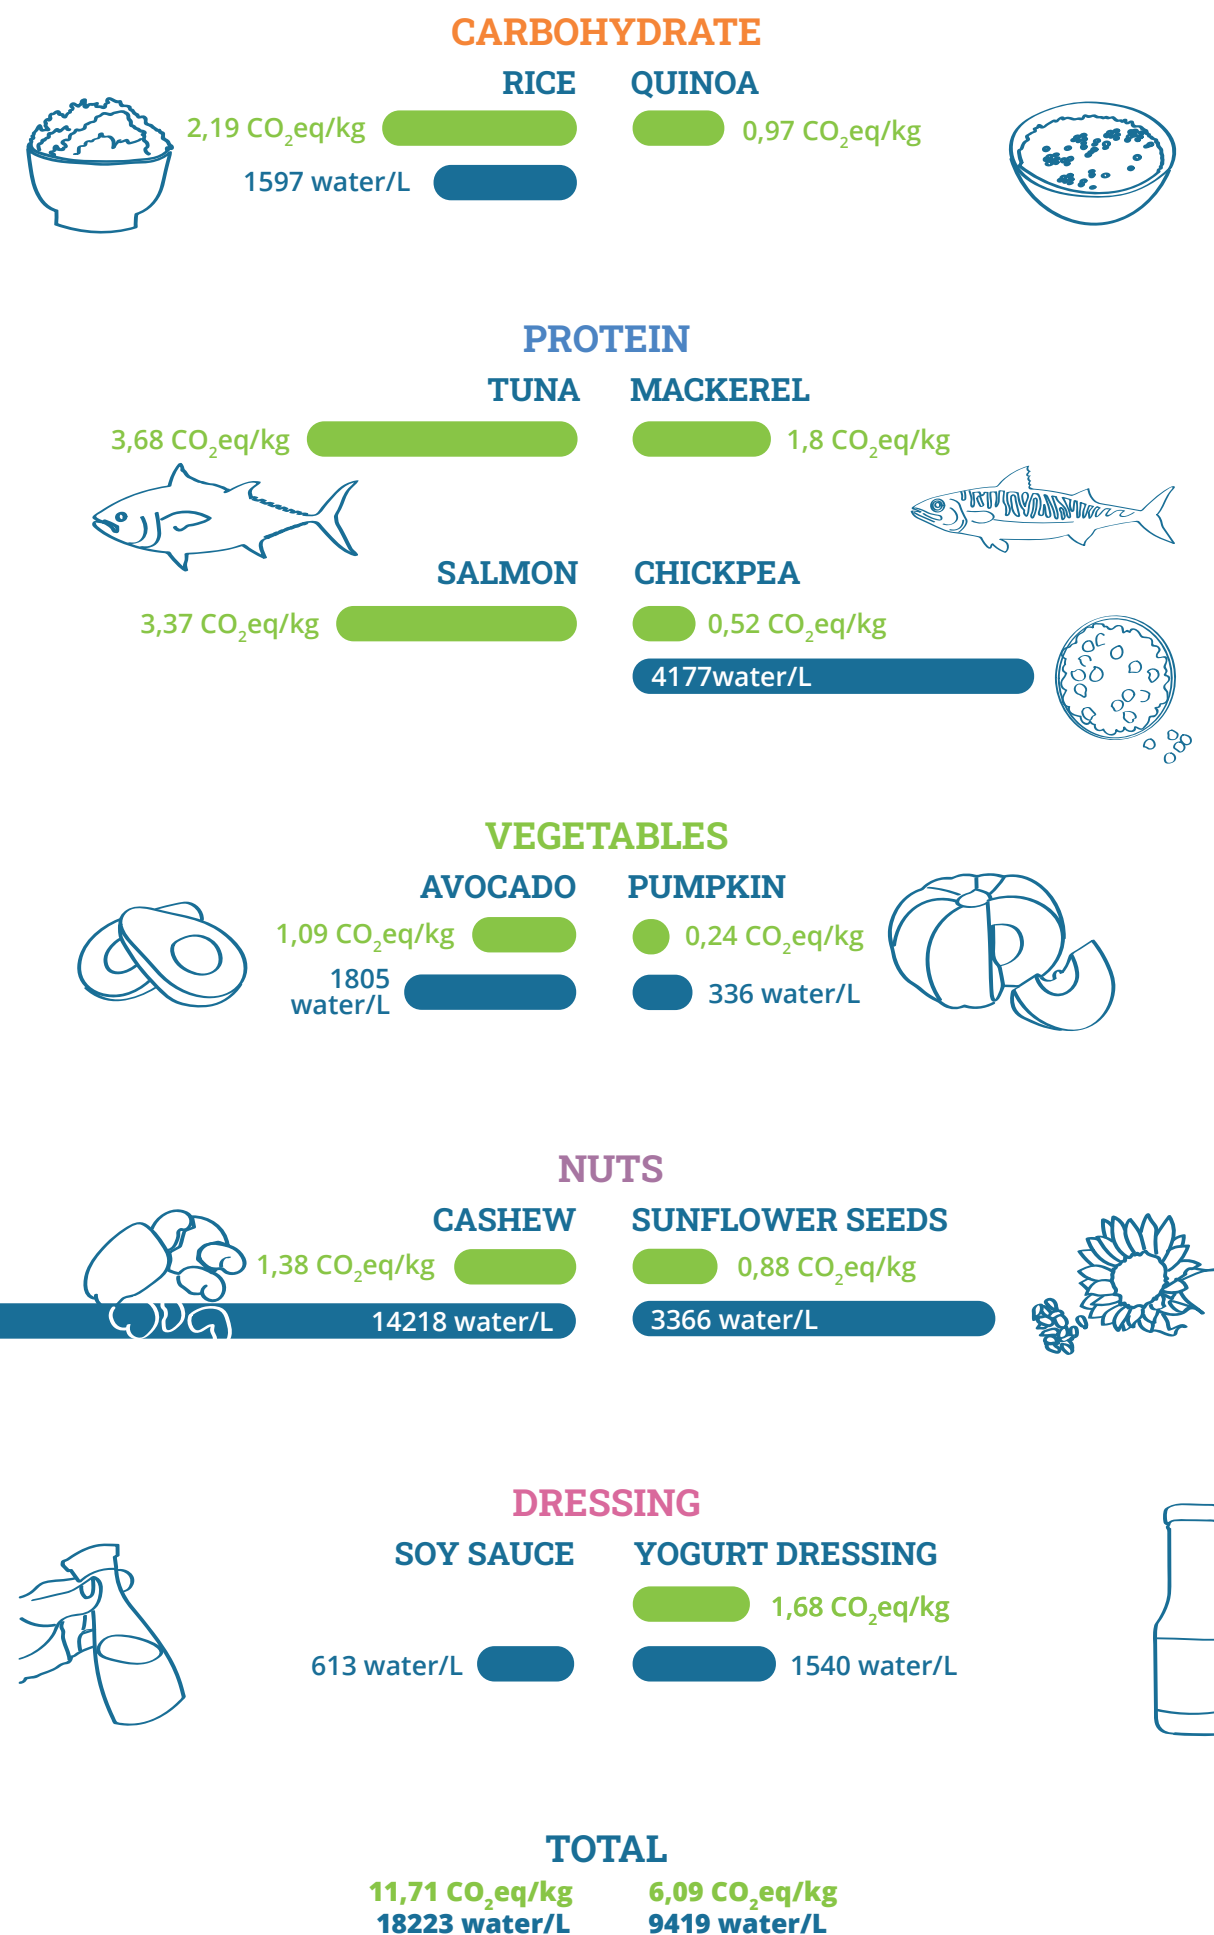 CARBOHYDRATE
RICE QUINOA
2,19 CO₂eq/kg 0,97 CO₂eq/kg
1597 water/L
PROTEIN
TUNA MACKEREL
3,68 CO₂eq/kg 1,8 CO₂eq/kg
SALMON CHICKPEA
3,37 CO₂eq/kg 0,52 CO₂eq/kg
4177water/L
VEGETABLES
AVOCADO PUMPKIN
1,09 CO₂eq/kg 0,24 CO₂eq/kg
1805
water/L 336 water/L
NUTS
CASHEW SUNFLOWER SEEDS
1,38 CO₂eq/kg 0,88 CO₂eq/kg
14218 water/L 3366 water/L
DRESSING
SOY SAUCE YOGURT DRESSING
1,68 CO₂eq/kg
613 water/L 1540 water/L
TOTAL
11,71 CO₂eq/kg 6,09 CO₂eq/kg
18223 water/L 9419 water/L